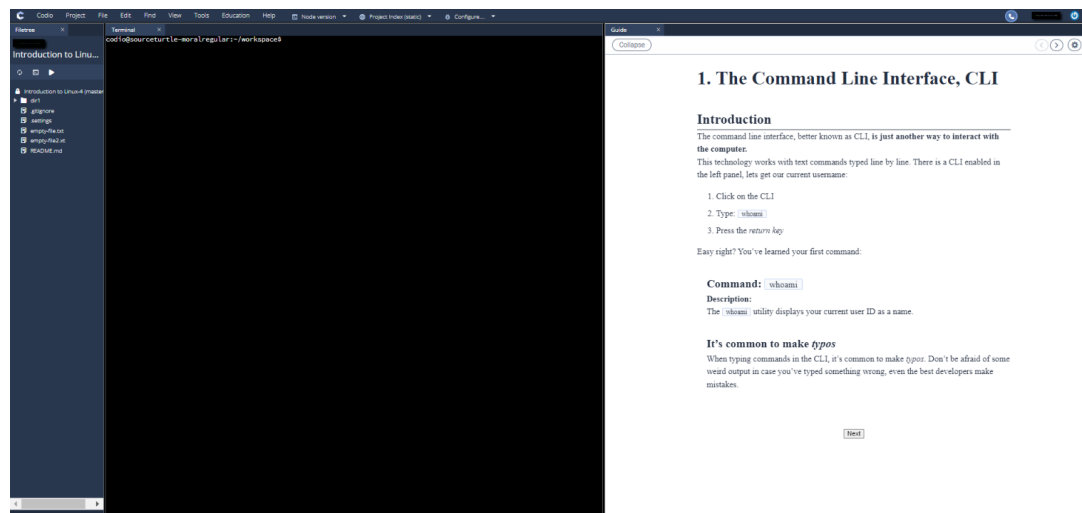 Codio Project File Edit Find View Tools Education Help Node version Project Index (static) Configure...
Filetree × Terminal × Guide ×
codio@sourceturtle-moralregular:~/workspace$
Collapse
Introduction to Linu...
Introduction to Linux-4 (master
dir1
.gitignore
.settings
empty-file.txt
empty-file2.xt
README.md
1. The Command Line Interface, CLI
Introduction
The command line interface, better known as CLI, is just another way to interact with
the computer.
This technology works with text commands typed line by line. There is a CLI enabled in
the left panel, lets get our current username:
1. Click on the CLI
2. Type: whoami
3. Press the return key
Easy right? You've learned your first command:
Command: whoami
Description:
The whoami utility displays your current user ID as a name.
It's common to make typos
When typing commands in the CLI, it's common to make typos. Don't be afraid of some
weird output in case you've typed something wrong, even the best developers make
mistakes.
Next